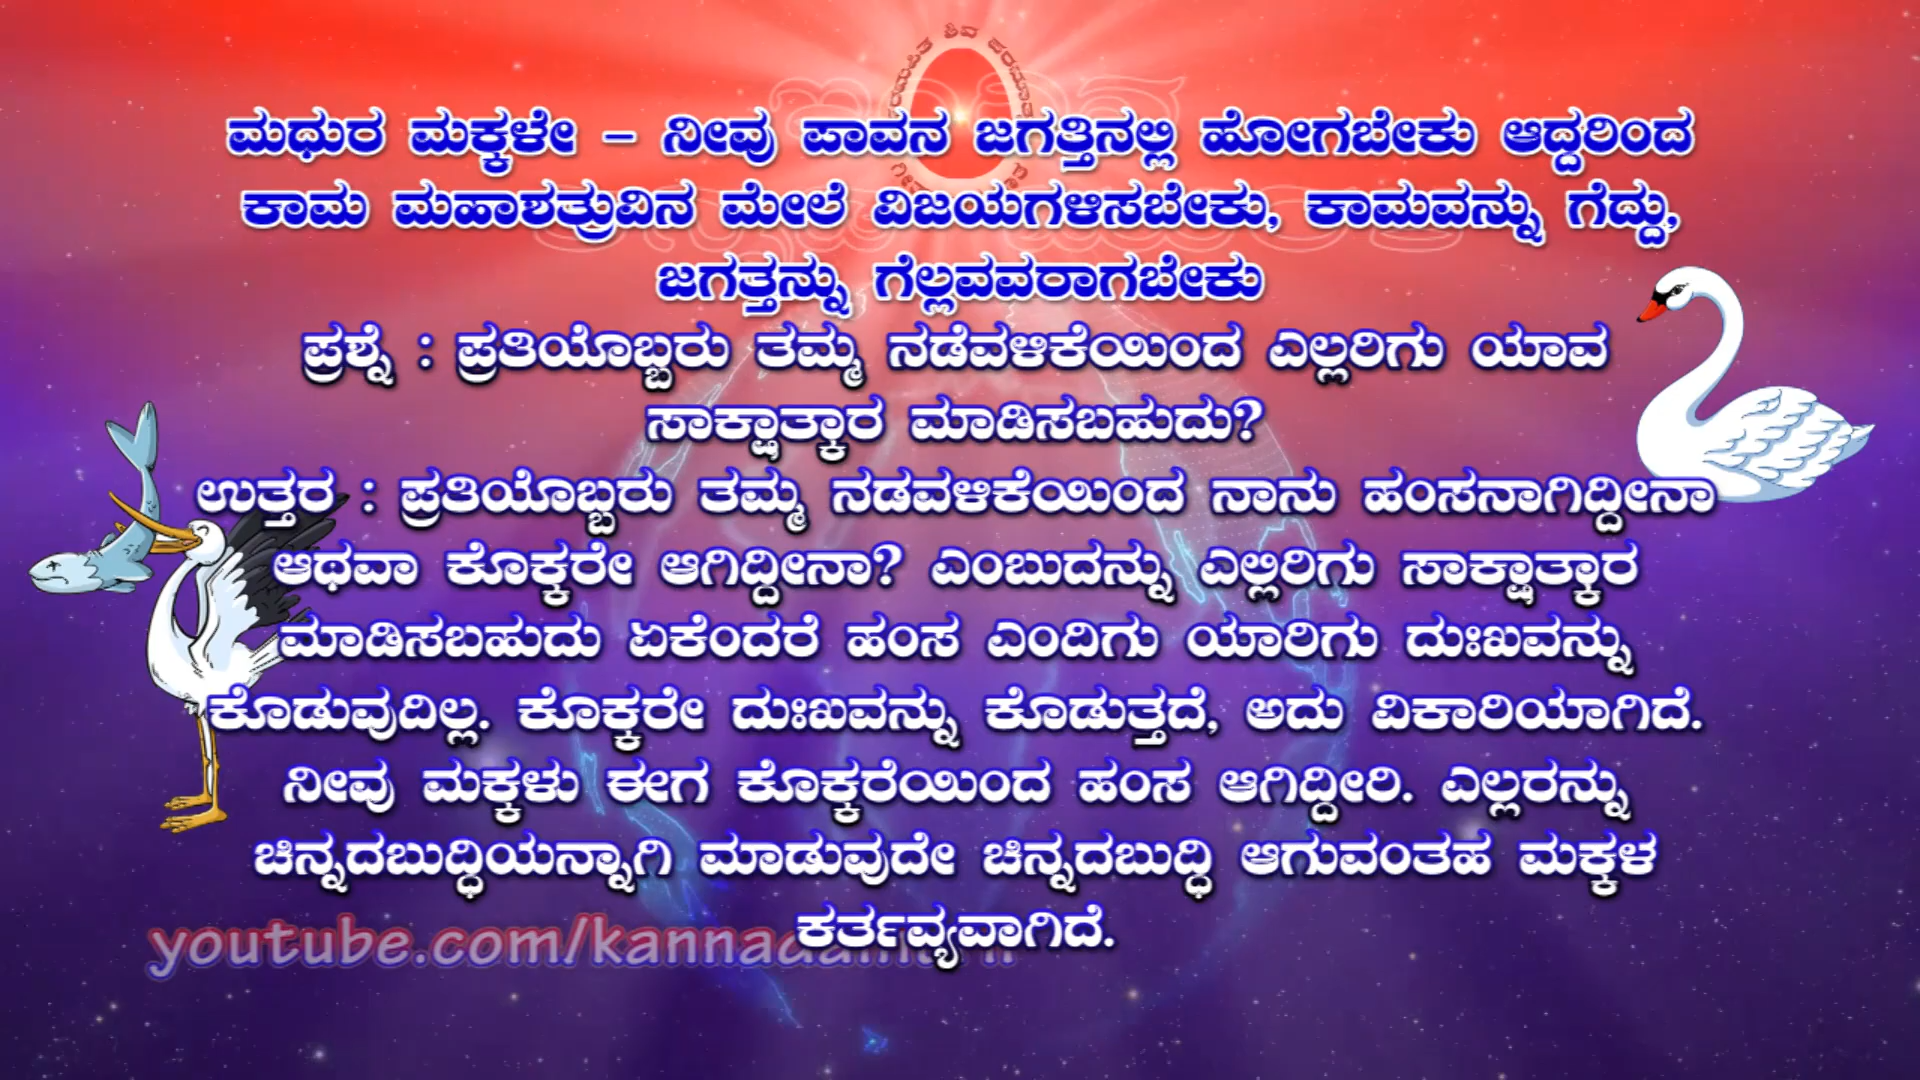 ಮಧುರ ಮಕ್ಕಳೇ – ನೀವು ಪಾವನ ಜಗತ್ತಿನಲ್ಲಿ ಹೋಗಬೇಕು ಆದ್ದರಿಂದ
ಕಾಮ ಮಹಾಶತ್ರುವಿನ ಮೇಲೆ ವಿಜಯಗಳಿಸಬೇಕು, ಕಾಮವನ್ನು ಗೆದ್ದು,
ಜಗತ್ತನ್ನು ಗೆಲ್ಲವವರಾಗಬೇಕು
ಪ್ರಶ್ನೆ : ಪ್ರತಿಯೊಬ್ಬರು ತಮ್ಮ ನಡೆವಳಿಕೆಯಿಂದ ಎಲ್ಲರಿಗು ಯಾವ
ಸಾಕ್ಷಾತ್ಕಾರ ಮಾಡಿಸಬಹುದು?
ಉತ್ತರ : ಪ್ರತಿಯೊಬ್ಬರು ತಮ್ಮ ನಡವಳಿಕೆಯಿಂದ ನಾನು ಹಂಸನಾಗಿದ್ದೀನಾ
ಆಥವಾ ಕೊಕ್ಕರೇ ಆಗಿದ್ದೀನಾ? ಎಂಬುದನ್ನು ಎಲ್ಲಿರಿಗು ಸಾಕ್ಷಾತ್ಕಾರ
ಮಾಡಿಸಬಹುದು ಏಕೆಂದರೆ ಹಂಸ ಎಂದಿಗು ಯಾರಿಗು ದುಃಖವನ್ನು
ಕೊಡುವುದಿಲ್ಲ. ಕೊಕ್ಕರೇ ದುಃಖವನ್ನು ಕೊಡುತ್ತದೆ, ಅದು ವಿಕಾರಿಯಾಗಿದೆ.
ನೀವು ಮಕ್ಕಳು ಈಗ ಕೊಕ್ಕರೆಯಿಂದ ಹಂಸ ಆಗಿದ್ದೀರಿ. ಎಲ್ಲರನ್ನು
ಚಿನ್ನದಬುದ್ಧಿಯನ್ನಾಗಿ ಮಾಡುವುದೇ ಚಿನ್ನದಬುದ್ಧಿ ಆಗುವಂತಹ ಮಕ್ಕಳ
ಕರ್ತವ್ಯವಾಗಿದೆ.